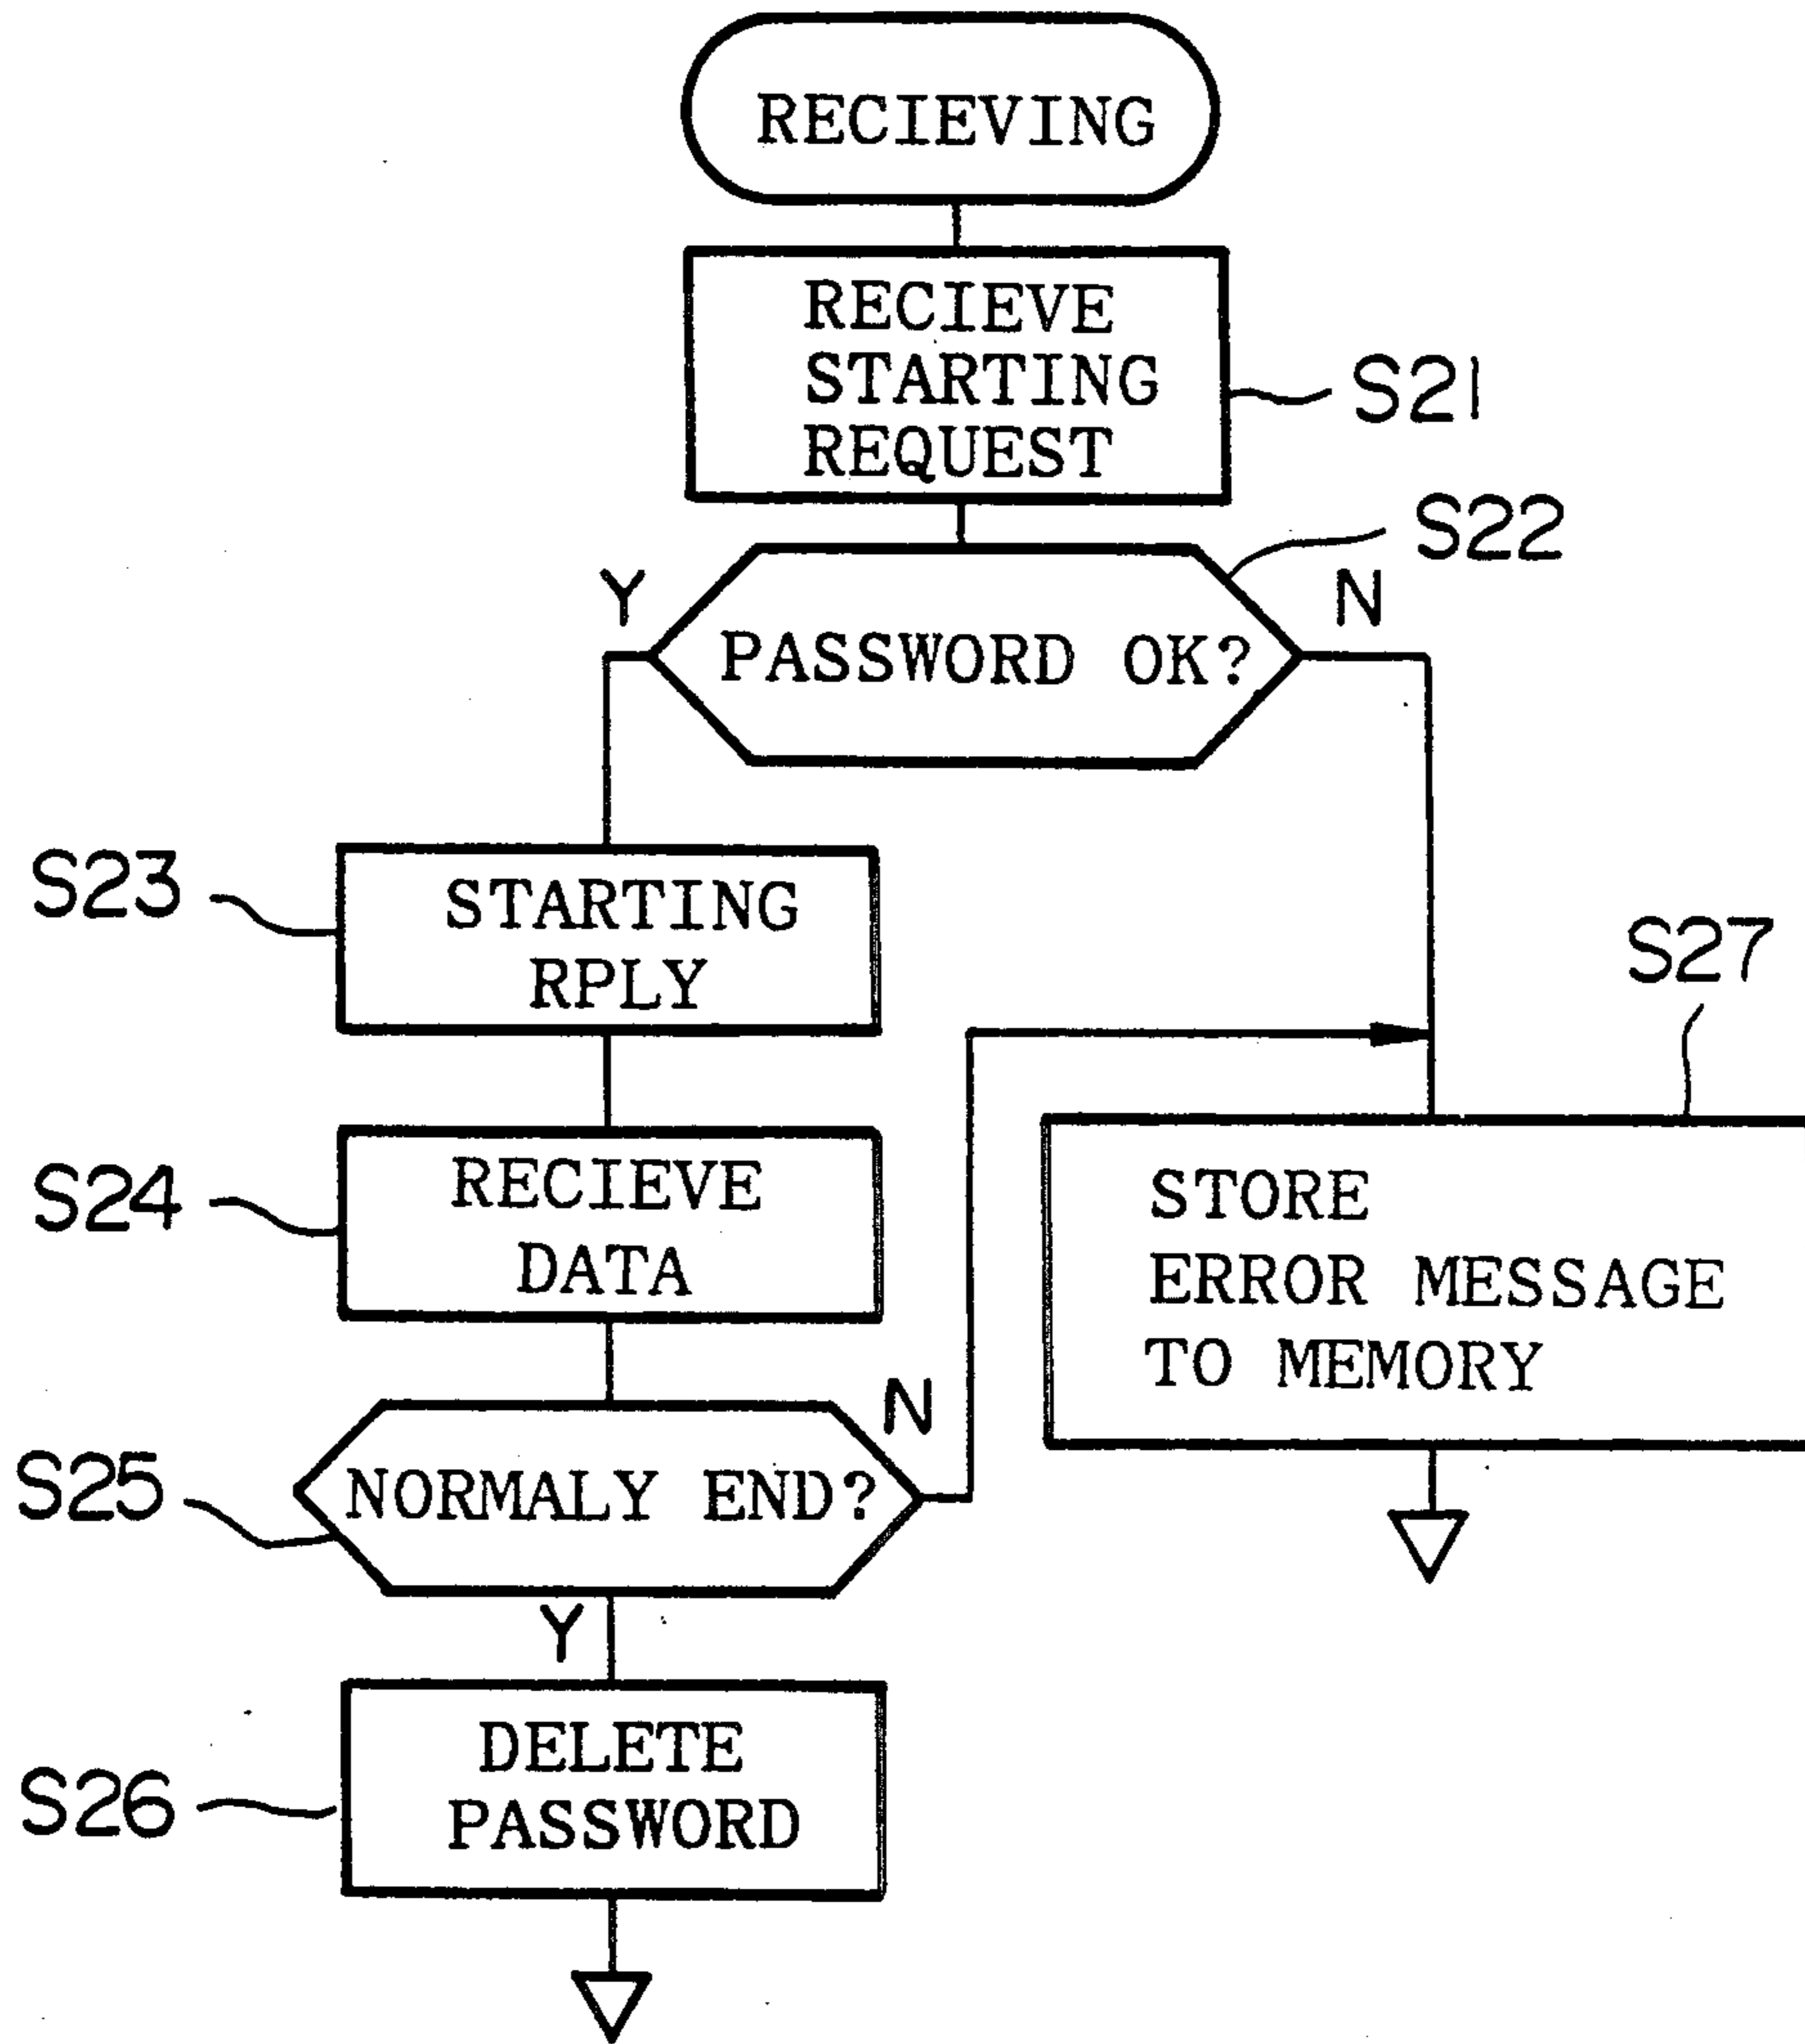 RECIEVING
RECIEVE
STARTING
REQUEST
S21
S22
Y
N
PASSWORD OK?
S23
STARTING
RPLY
S27
S24
RECIEVE
DATA
STORE
ERROR MESSAGE
TO MEMORY
N
S25
NORMALY END?
Y
S26
DELETE
PASSWORD